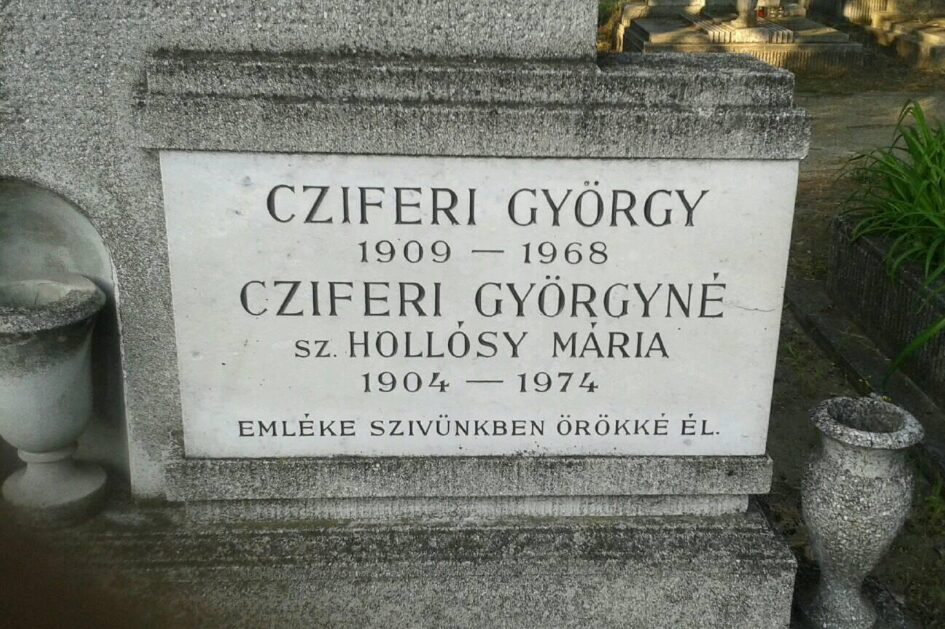 CZIFERI GYÖRGY
1909 — 1968
CZIFERI GYÖRGYNÉ
SZ. HOLLÓSY MÁRIA
1904 — 1974
EMLÉKE SZIVÜNKBEN ÖRÖKKÉ ÉL.